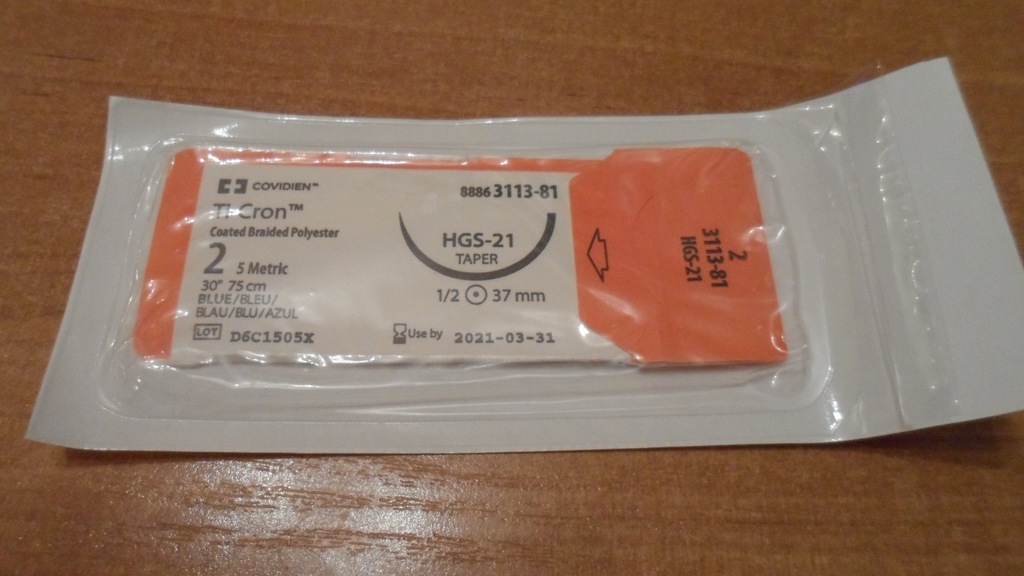 COVIDIEN™
Ti-Cron™
Coated Braided Polyester
2 5 Metric
30" 75 cm
BLUE/BLEU/
BLAU/BLU/AZUL
LOT D6C1505X
8886 3113-81
HGS-21
TAPER
1/2 37 mm
Use by 2021-03-31
2
3113-81
HGS-21